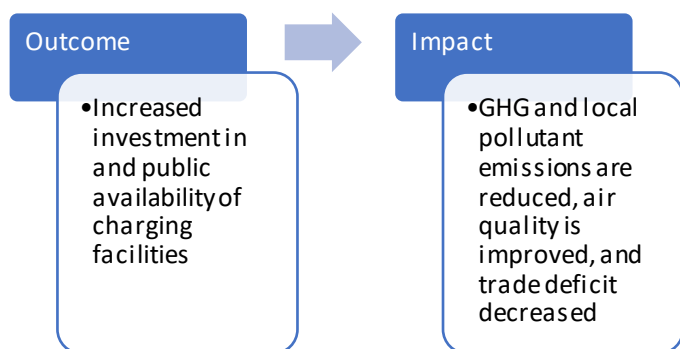 Outcome
•Increased
investment in
and public
availability of
charging
facilities
Impact
•GHG and local
pollutant
emissions are
reduced, air
quality is
improved, and
trade deficit
decreased